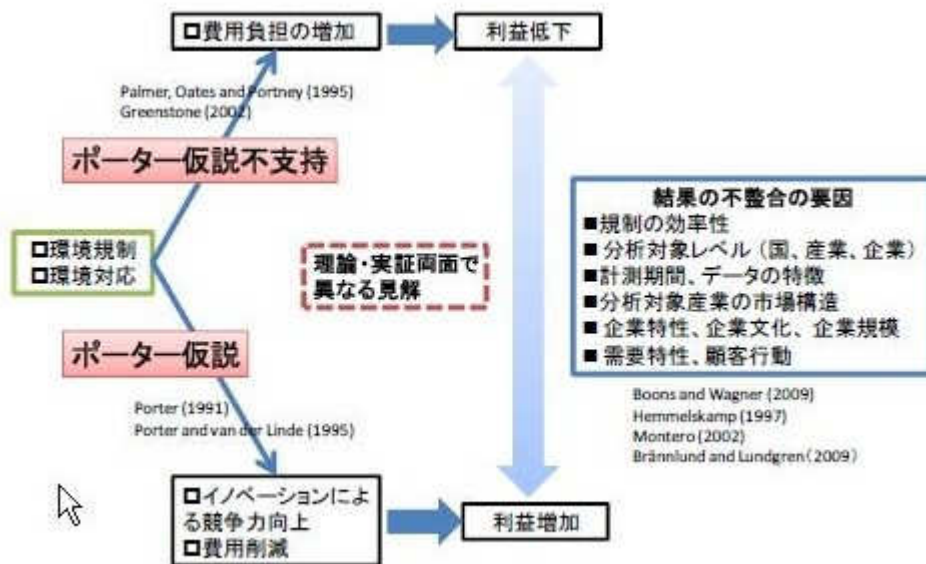 □費用負担の増加
利益低下
Palmer, Oates and Portney (1995)
Greenstone (2002)
ポーター仮説不支持
□環境規制
□環境対応
理論・実証両面で
異なる見解
結果の不整合の要因
■規制の効率性
■分析対象レベル（国、産業、企業）
■計測期間、データの特徴
■分析対象産業の市場構造
■企業特性、企業文化、企業規模
■需要特性、顧客行動
Boons and Wagner (2009)
Hemmelskamp (1997)
Montero (2002)
Brännlund and Lundgren（2009）
ポーター仮説
Porter (1991)
Porter and van der Linde (1995)
□イノベーションによ
る競争力向上
□費用削減
利益増加